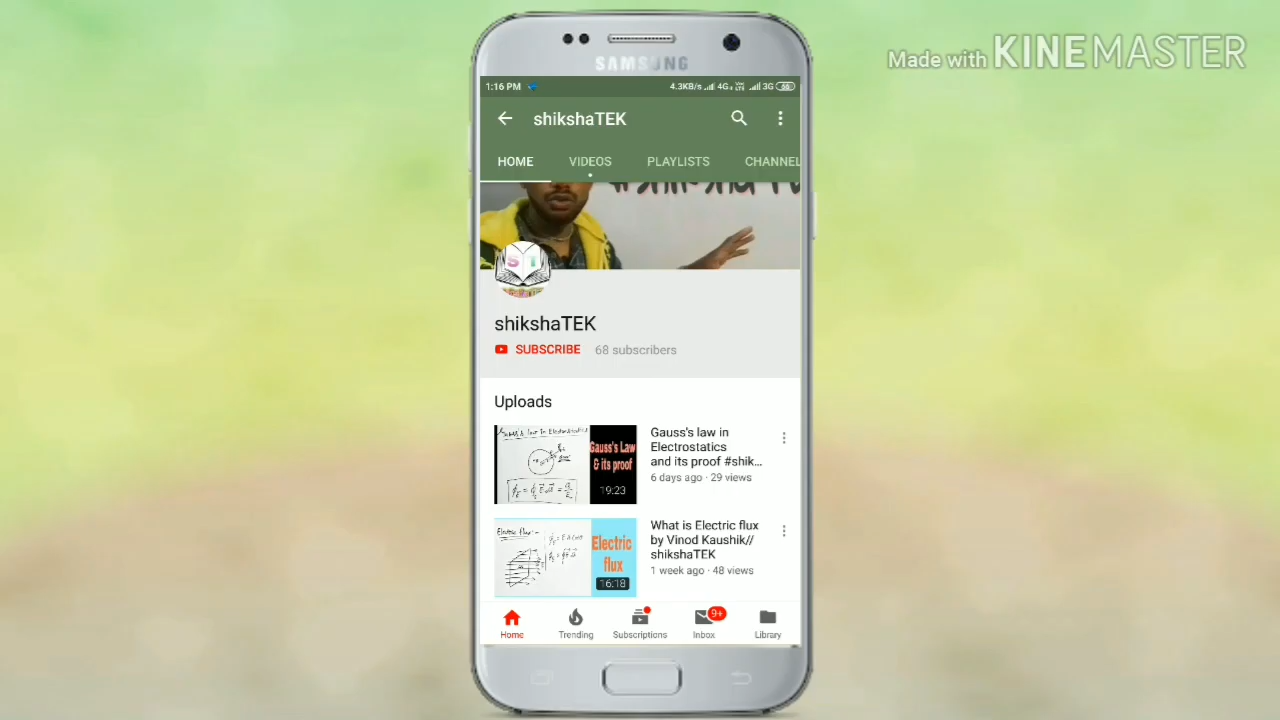 Made with KINEMASTER
SAMSUNG
1:16 PM 4.3KB/s 4G+ VoLTE 3G
shikshaTEK
HOME VIDEOS PLAYLISTS CHANNEL
shikshaTEK
SUBSCRIBE 68 subscribers
Uploads
Gauss's Law
& its proof
19:23
Gauss's law in
Electrostatics
and its proof #shik...
6 days ago · 29 views
Electric flux:-
Electric
flux
16:18
What is Electric flux
by Vinod Kaushik//
shikshaTEK
1 week ago · 48 views
9+
Home Trending Subscriptions Inbox Library